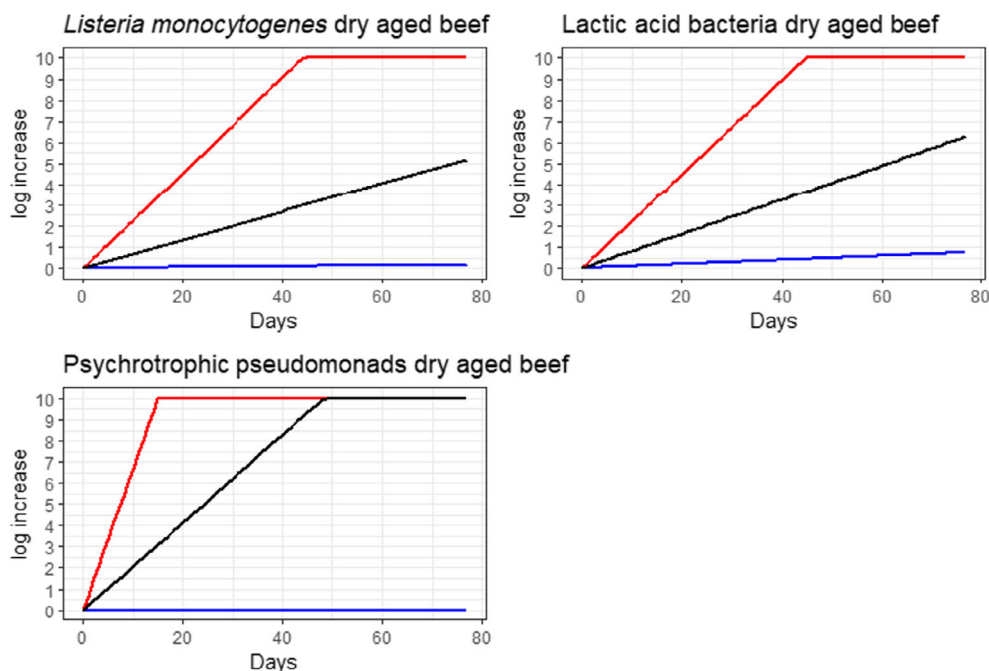 Listeria monocytogenes dry aged beef
log increase
10
9
8
7
6
5
4
3
2
1
0
0 20 40 60 80
Days
Lactic acid bacteria dry aged beef
log increase
10
9
8
7
6
5
4
3
2
1
0
0 20 40 60 80
Days
Psychrotrophic pseudomonads dry aged beef
log increase
10
9
8
7
6
5
4
3
2
1
0
0 20 40 60 80
Days